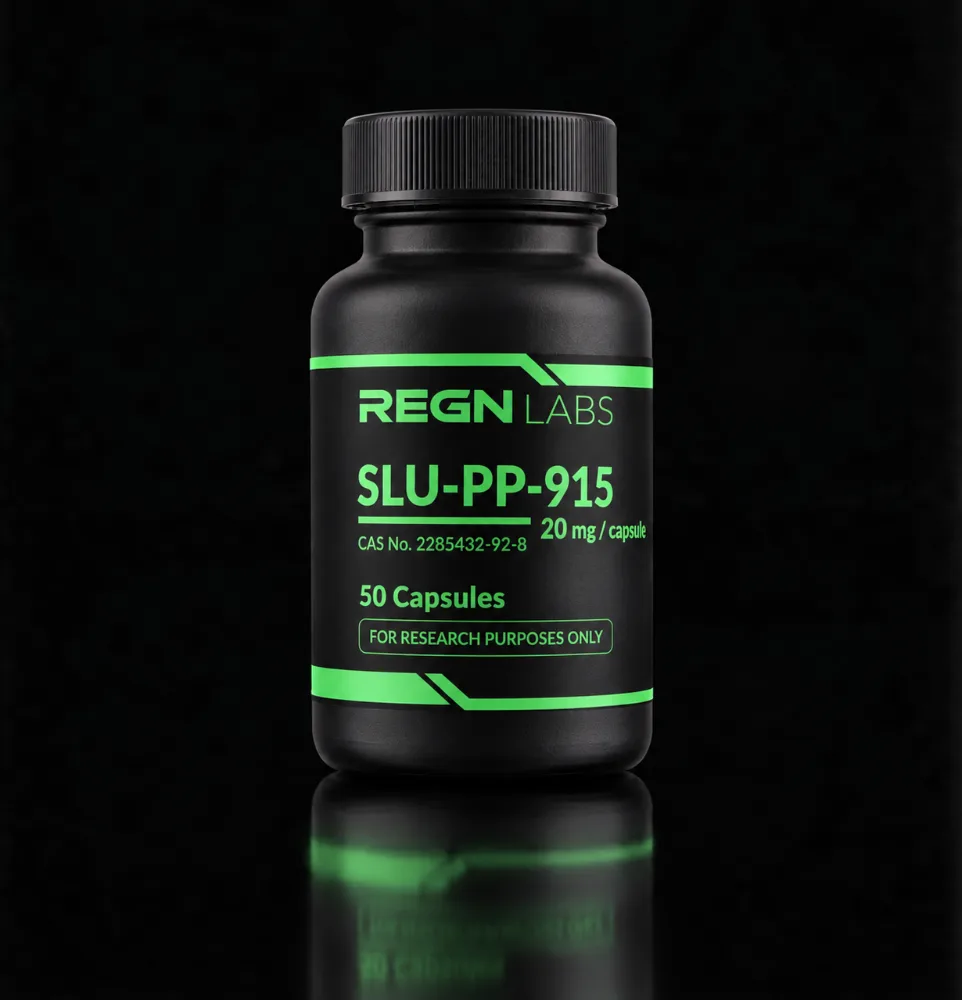 REGN LABS
SLU-PP-915
20 mg / capsule
CAS No. 2285432-92-8
50 Capsules
FOR RESEARCH PURPOSES ONLY